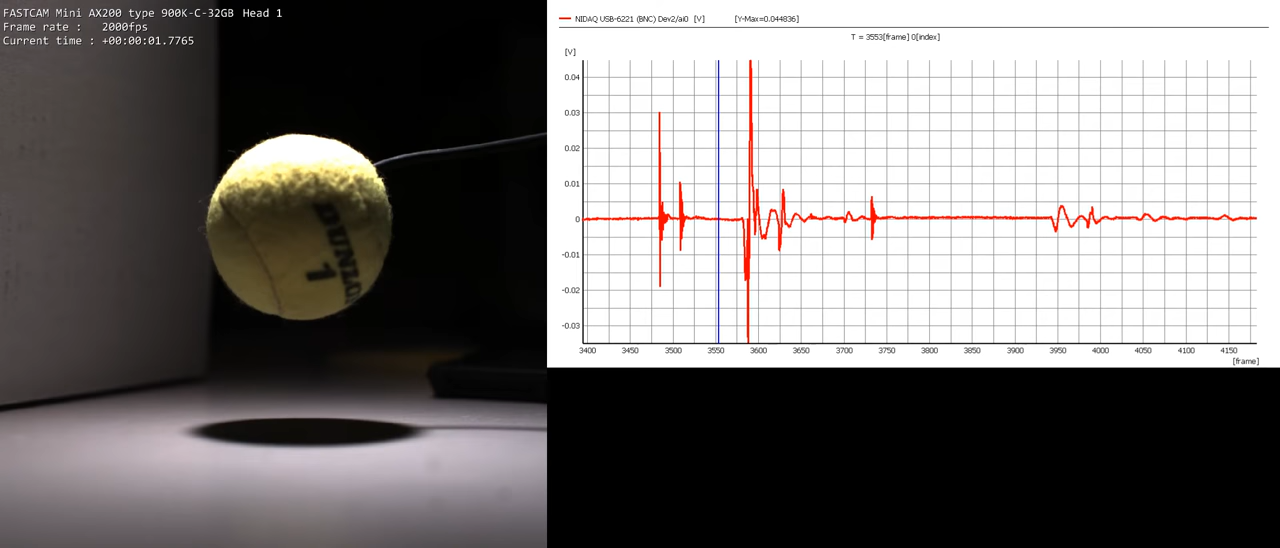 FASTCAM Mini AX200 type 900K-C-32GB Head 1
Frame rate : 2000fps
Current time : +00:00:01.7765
NIDAQ USB-6221 (BNC) Dev2/ai0 [V] [Y-Max=0.044836]
T = 3553[frame] 0[index]
[V]
0.04
0.03
0.02
0.01
0
-0.01
-0.02
-0.03
3400 3450 3500 3550 3600 3650 3700 3750 3800 3850 3900 3950 4000 4050 4100 4150
[frame]
1